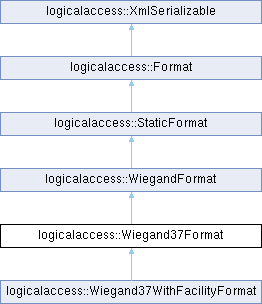 logicalaccess::XmlSerializable
logicalaccess::Format
logicalaccess::StaticFormat
logicalaccess::WiegandFormat
logicalaccess::Wiegand37Format
logicalaccess::Wiegand37WithFacilityFormat